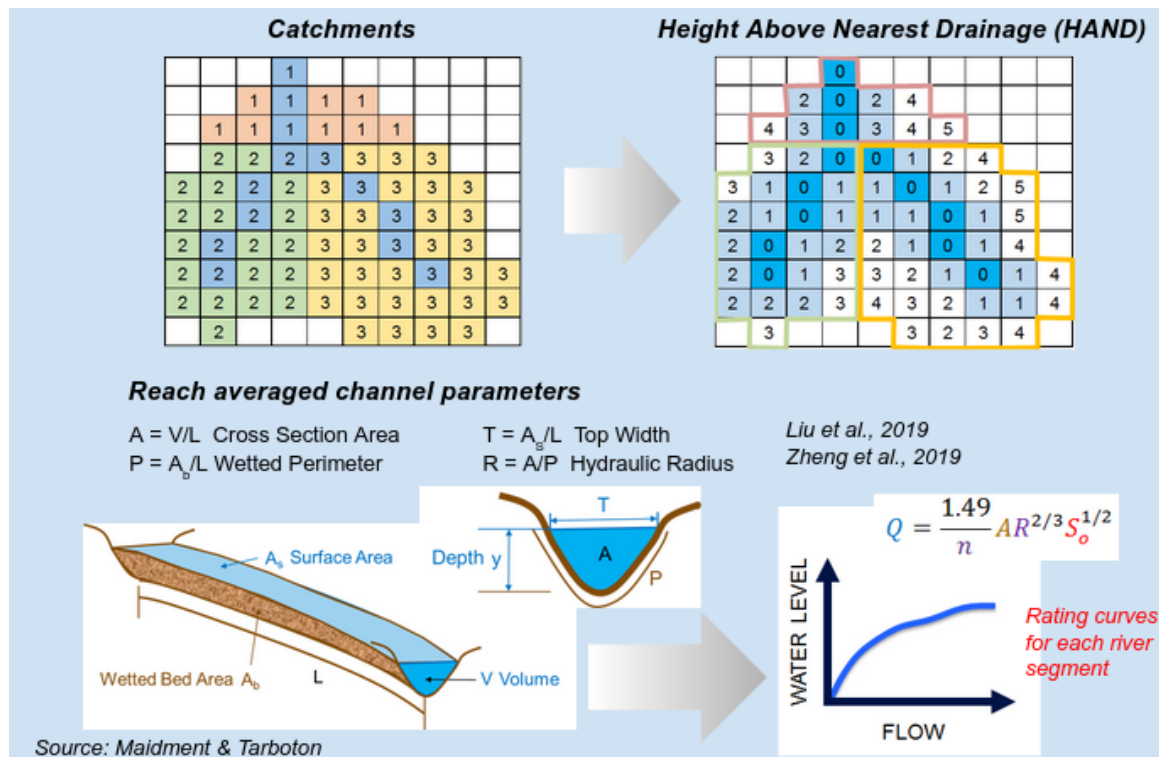 Catchments
Height Above Nearest Drainage (HAND)
1
1 1 1 1
1 1 1 1 1 1
2 2 2 3 3 3 3
2 2 2 2 3 3 3 3 3
2 2 2 2 3 3 3 3 3
2 2 2 2 3 3 3 3 3
2 2 2 2 3 3 3 3 3 3
2 2 2 2 3 3 3 3 3 3
2 3 3 3 3
0
2 0 2 4
4 3 0 3 4 5
3 2 0 0 1 2 4
3 1 0 1 1 0 1 2 5
2 1 0 1 1 1 0 1 5
2 0 1 2 2 1 0 1 4
2 0 1 3 3 2 1 0 1 4
2 2 2 3 4 3 2 1 1 4
3 3 2 3 4
Reach averaged channel parameters
A = V/L Cross Section Area
P = A_b/L Wetted Perimeter
T = A_s/L Top Width
R = A/P Hydraulic Radius
Liu et al., 2019
Zheng et al., 2019
A_s Surface Area
Wetted Bed Area A_b
L
V Volume
T
Depth y
A
P
Q = 1.49/n AR^{2/3} S_o^{1/2}
WATER LEVEL
FLOW
Rating curves
for each river
segment
Source: Maidment & Tarboton